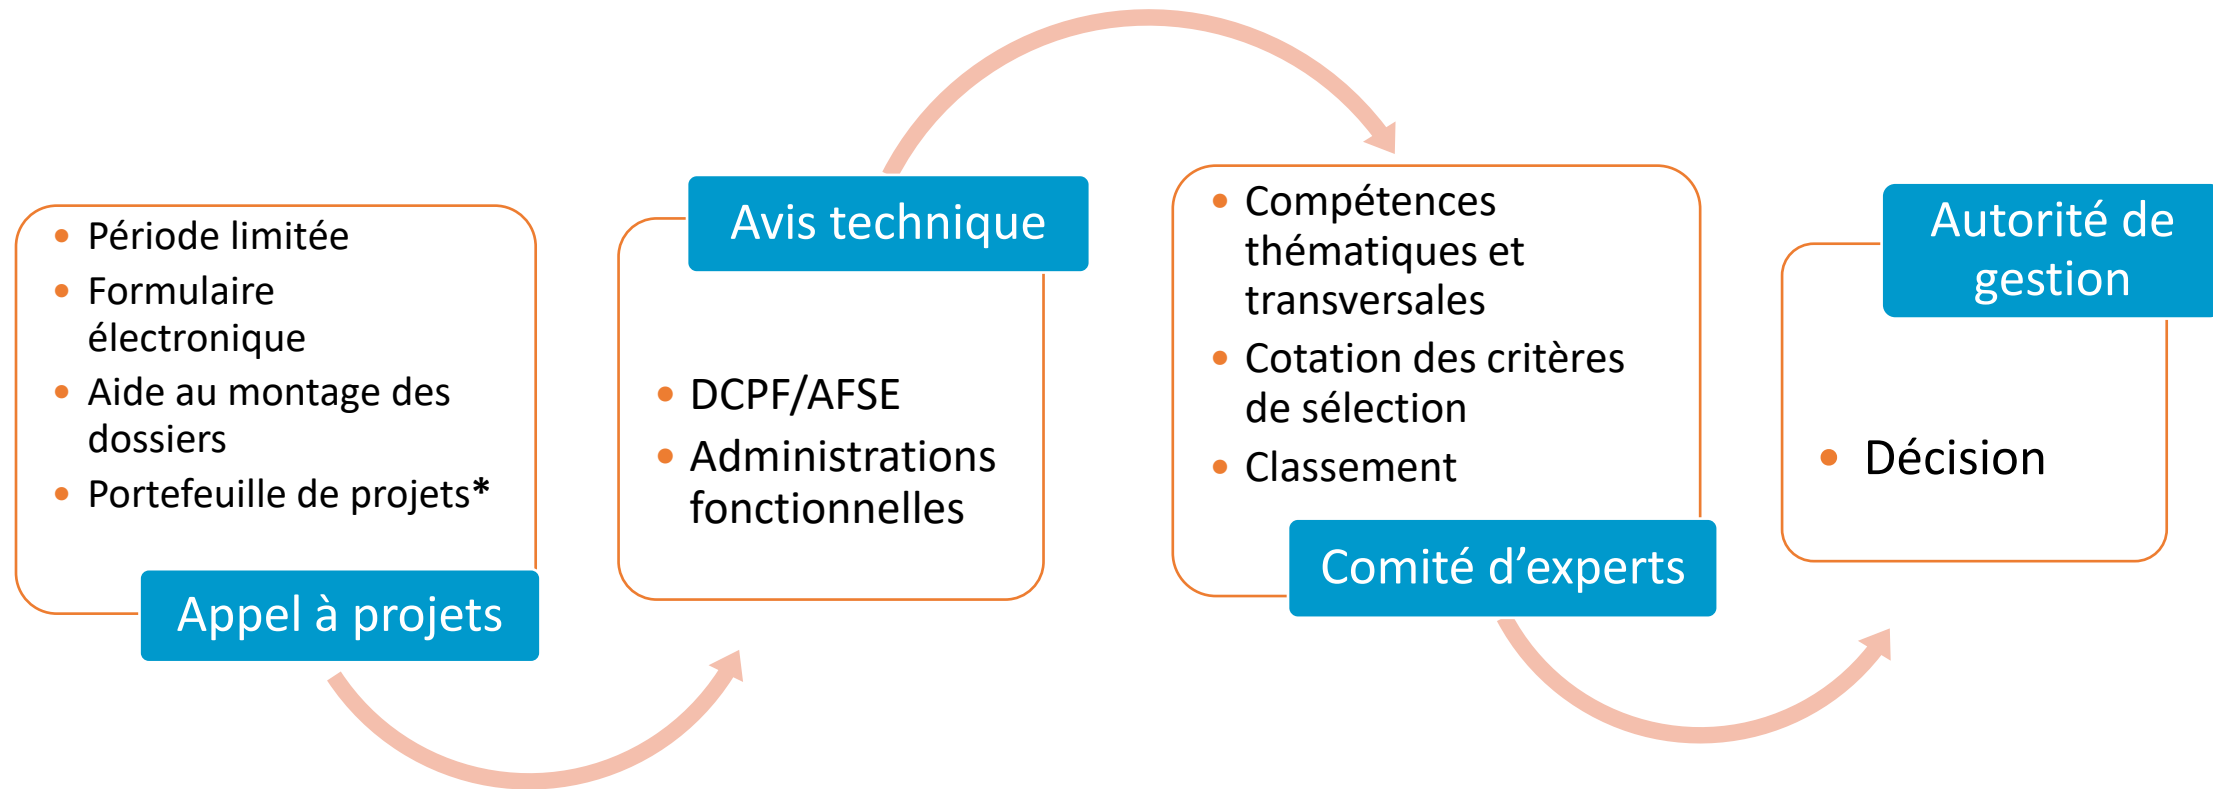 • Période limitée
• Formulaire
électronique
• Aide au montage des
dossiers
• Portefeuille de projets*
Appel à projets
Avis technique
• DCPF/AFSE
• Administrations
fonctionnelles
• Compétences
thématiques et
transversales
• Cotation des critères
de sélection
• Classement
Comité d’experts
Autorité de
gestion
• Décision